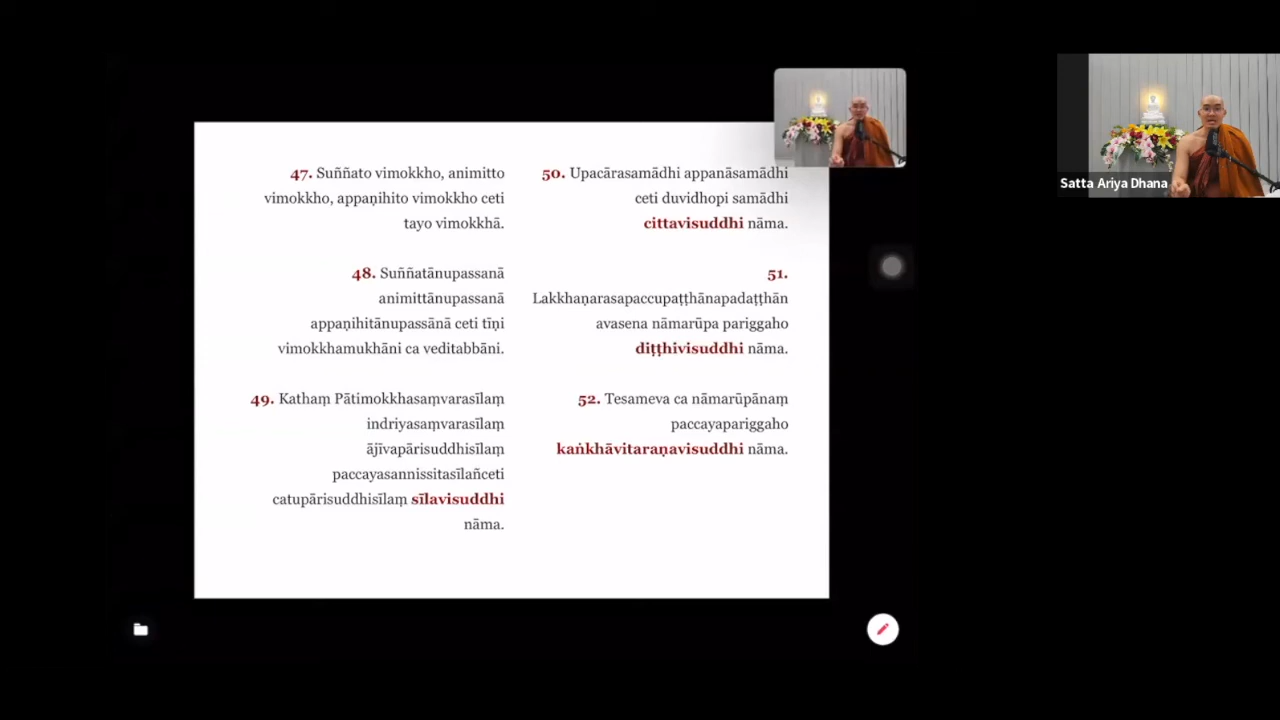 47. Suññato vimokkho, animitto
vimokkho, appaṇihito vimokkho ceti
tayo vimokkhā.
48. Suññatānupassanā
animittānupassanā
appaṇihitānupassānā ceti tīṇi
vimokkhamukhāni ca veditabbāni.
49. Kathaṃ Pātimokkhasaṃvarasīlaṃ
indriyasaṃvarasīlaṃ
ājīvapārisuddhisīlaṃ
paccayasannissitasīlañceti
catupārisuddhisīlaṃ sīlavisuddhi
nāma.
50. Upacārasamādhi appanāsamādhi
ceti duvidhopi samādhi
cittavisuddhi nāma.
51.
Lakkhaṇarasapaccupaṭṭhānapadaṭṭhān
avasena nāmarūpa pariggaho
diṭṭhivisuddhi nāma.
52. Tesameva ca nāmarūpānaṃ
paccayapariggaho
kaṅkhāvitaraṇavisuddhi nāma.
Satta Ariya Dhana